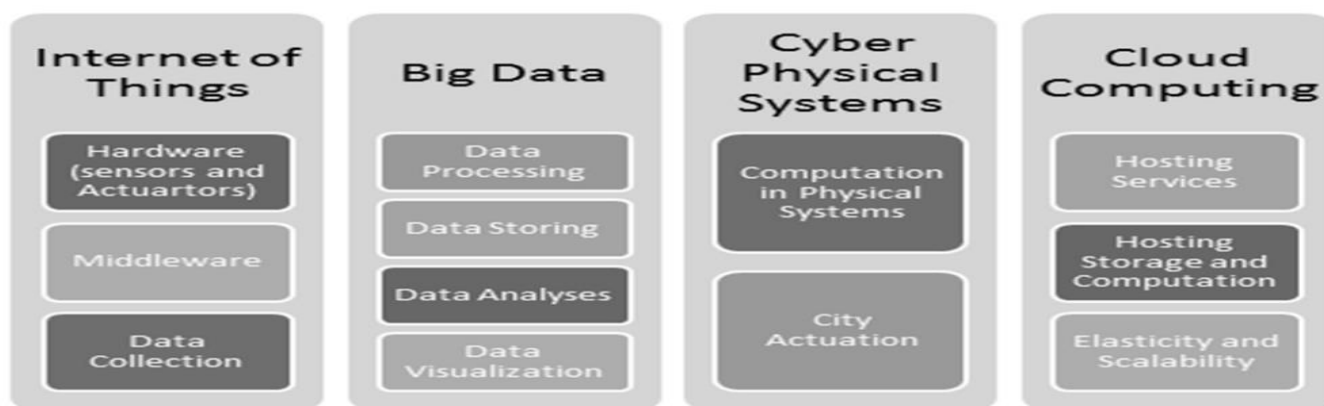 Internet of
Things
Hardware
(sensors and
Actuartors)
Middleware
Data
Collection
Big Data
Data
Processing
Data Storing
Data Analyses
Data
Visualization
Cyber
Physical
Systems
Computation
in Physical
Systems
City
Actuation
Cloud
Computing
Hosting
Services
Hosting
Storage and
Computation
Elasticity and
Scalability